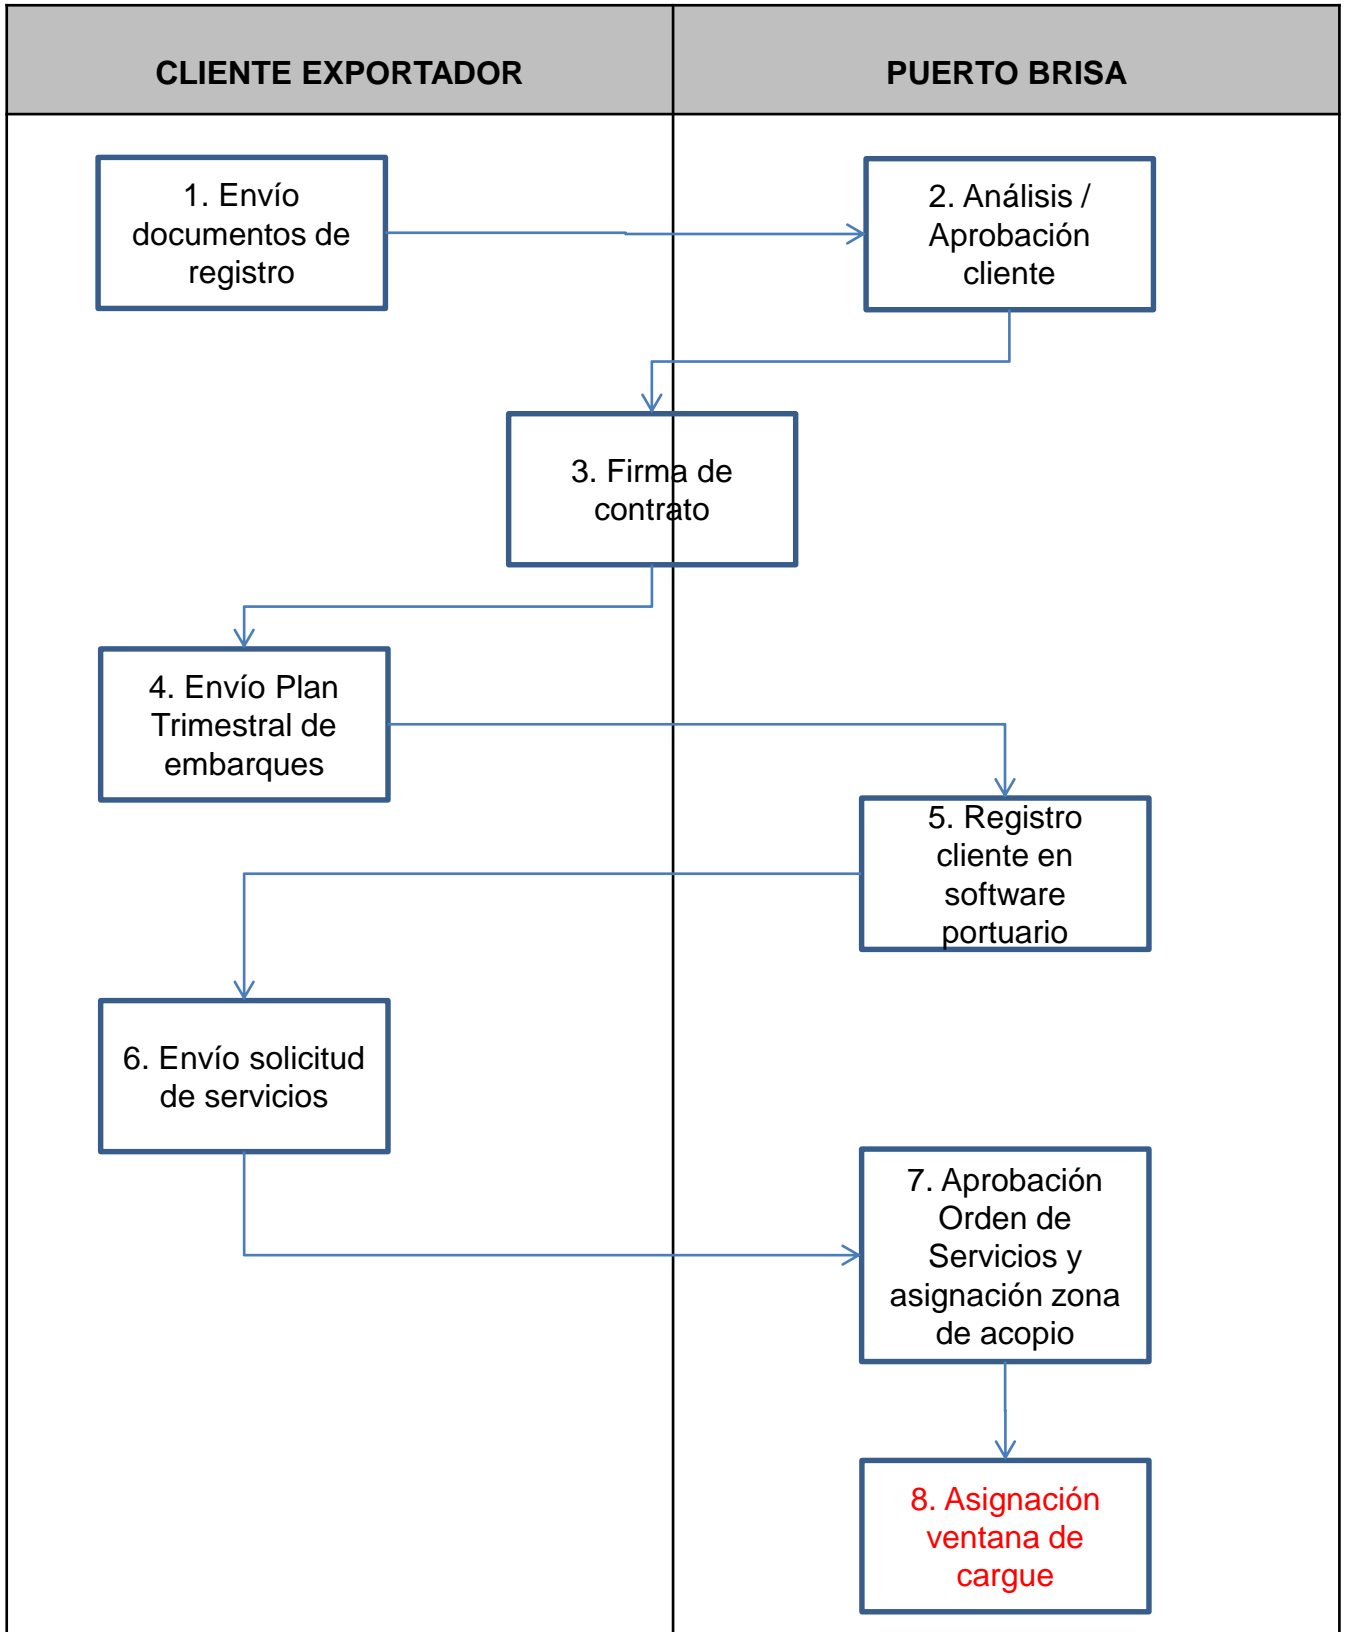 CLIENTE EXPORTADOR
PUERTO BRISA
1. Envío
documentos de
registro
2. Análisis /
Aprobación
cliente
3. Firma de
contrato
4. Envío Plan
Trimestral de
embarques
5. Registro
cliente en
software
portuario
6. Envío solicitud
de servicios
7. Aprobación
Orden de
Servicios y
asignación zona
de acopio
8. Asignación
ventana de
cargue